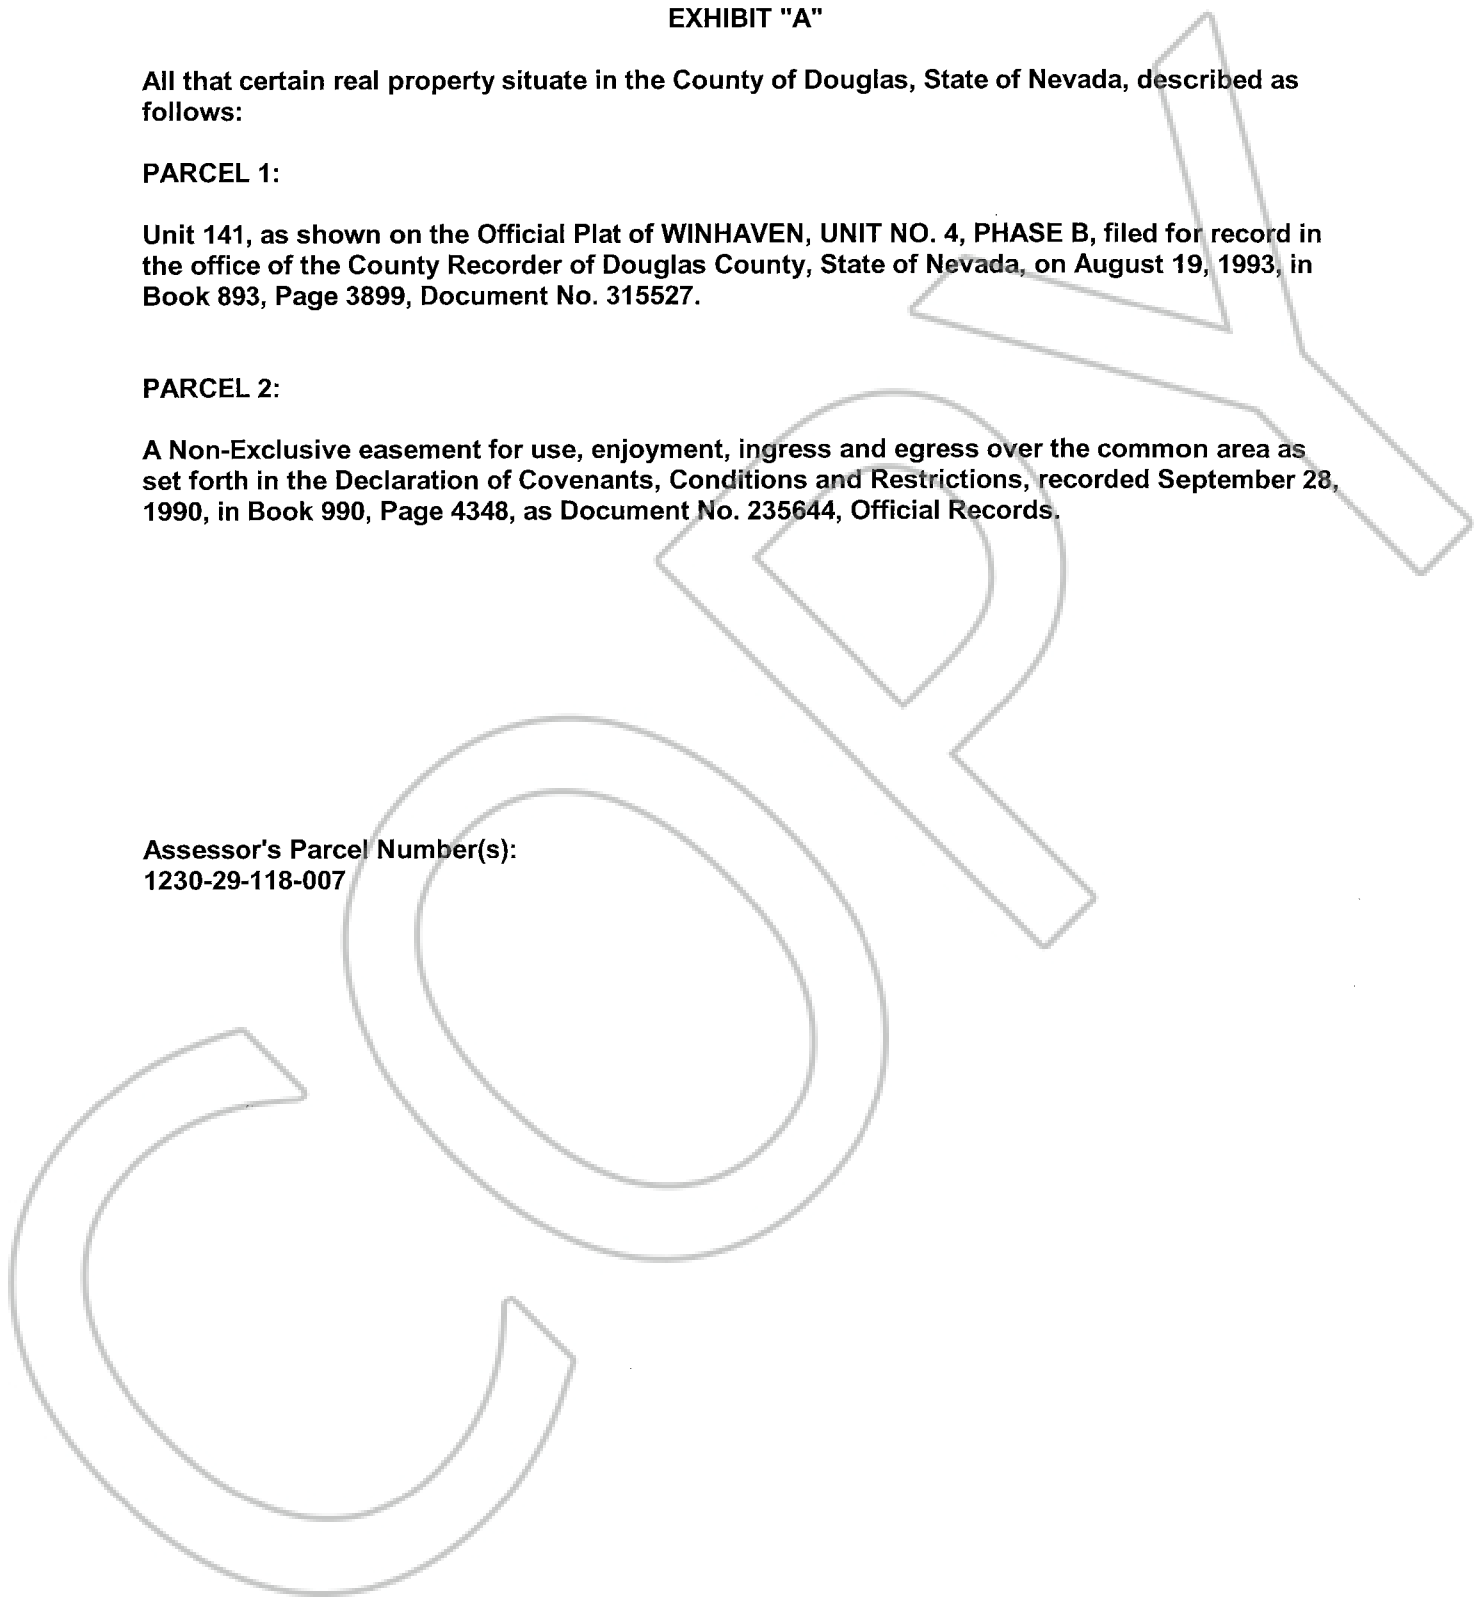 EXHIBIT "A"
All that certain real property situate in the County of Douglas, State of Nevada, described as
follows:
PARCEL 1:
Unit 141, as shown on the Official Plat of WINHAVEN, UNIT NO. 4, PHASE B, filed for record in
the office of the County Recorder of Douglas County, State of Nevada, on August 19, 1993, in
Book 893, Page 3899, Document No. 315527.
PARCEL 2:
A Non-Exclusive easement for use, enjoyment, ingress and egress over the common area as
set forth in the Declaration of Covenants, Conditions and Restrictions, recorded September 28,
1990, in Book 990, Page 4348, as Document No. 235644, Official Records.
Assessor's Parcel Number(s):
1230-29-118-007
COPY